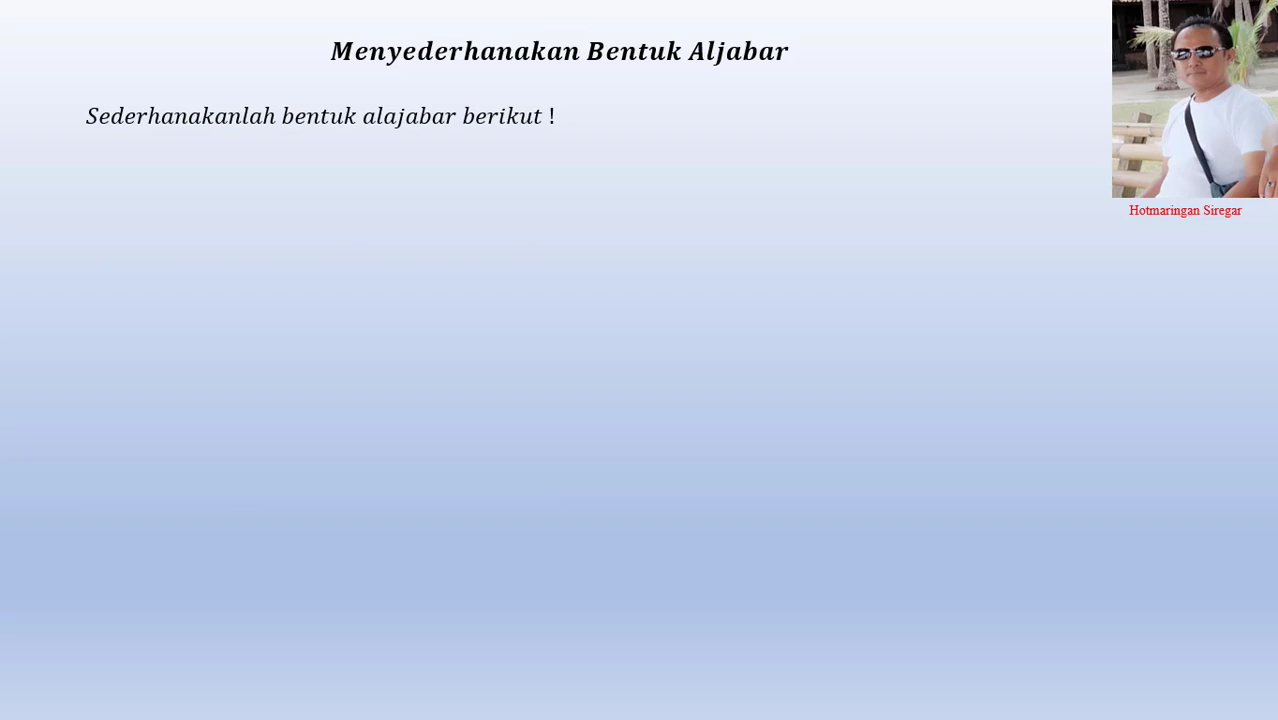 Menyederhanakan Bentuk Aljabar
Sederhanakanlah bentuk alajabar berikut !
Hotmaringan Siregar